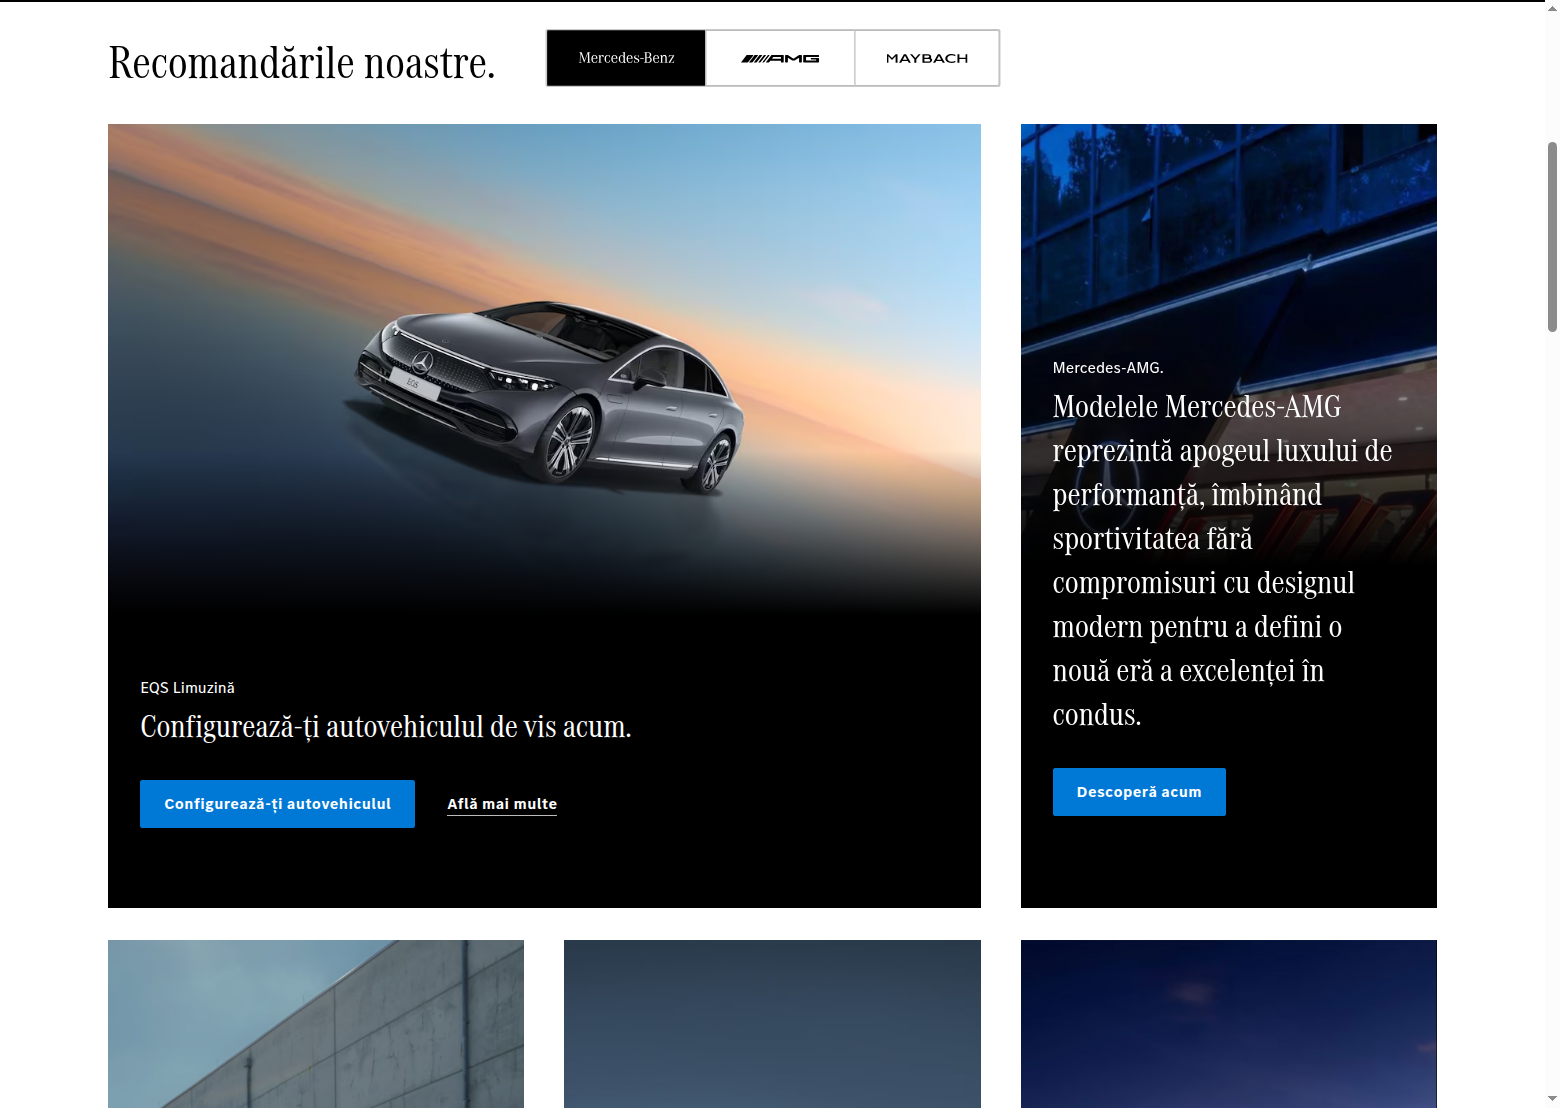 Recomandările noastre.
Mercedes-Benz
AMG
MAYBACH
EQS
EQS Limuzină
Configurează-ți autovehiculul de vis acum.
Configurează-ți autovehiculul
Află mai multe
Mercedes-AMG.
Modelele Mercedes-AMG
reprezintă apogeul luxului de
performanță, îmbinând
sportivitatea fără
compromisuri cu designul
modern pentru a defini o
nouă eră a excelenței în
condus.
Descoperă acum